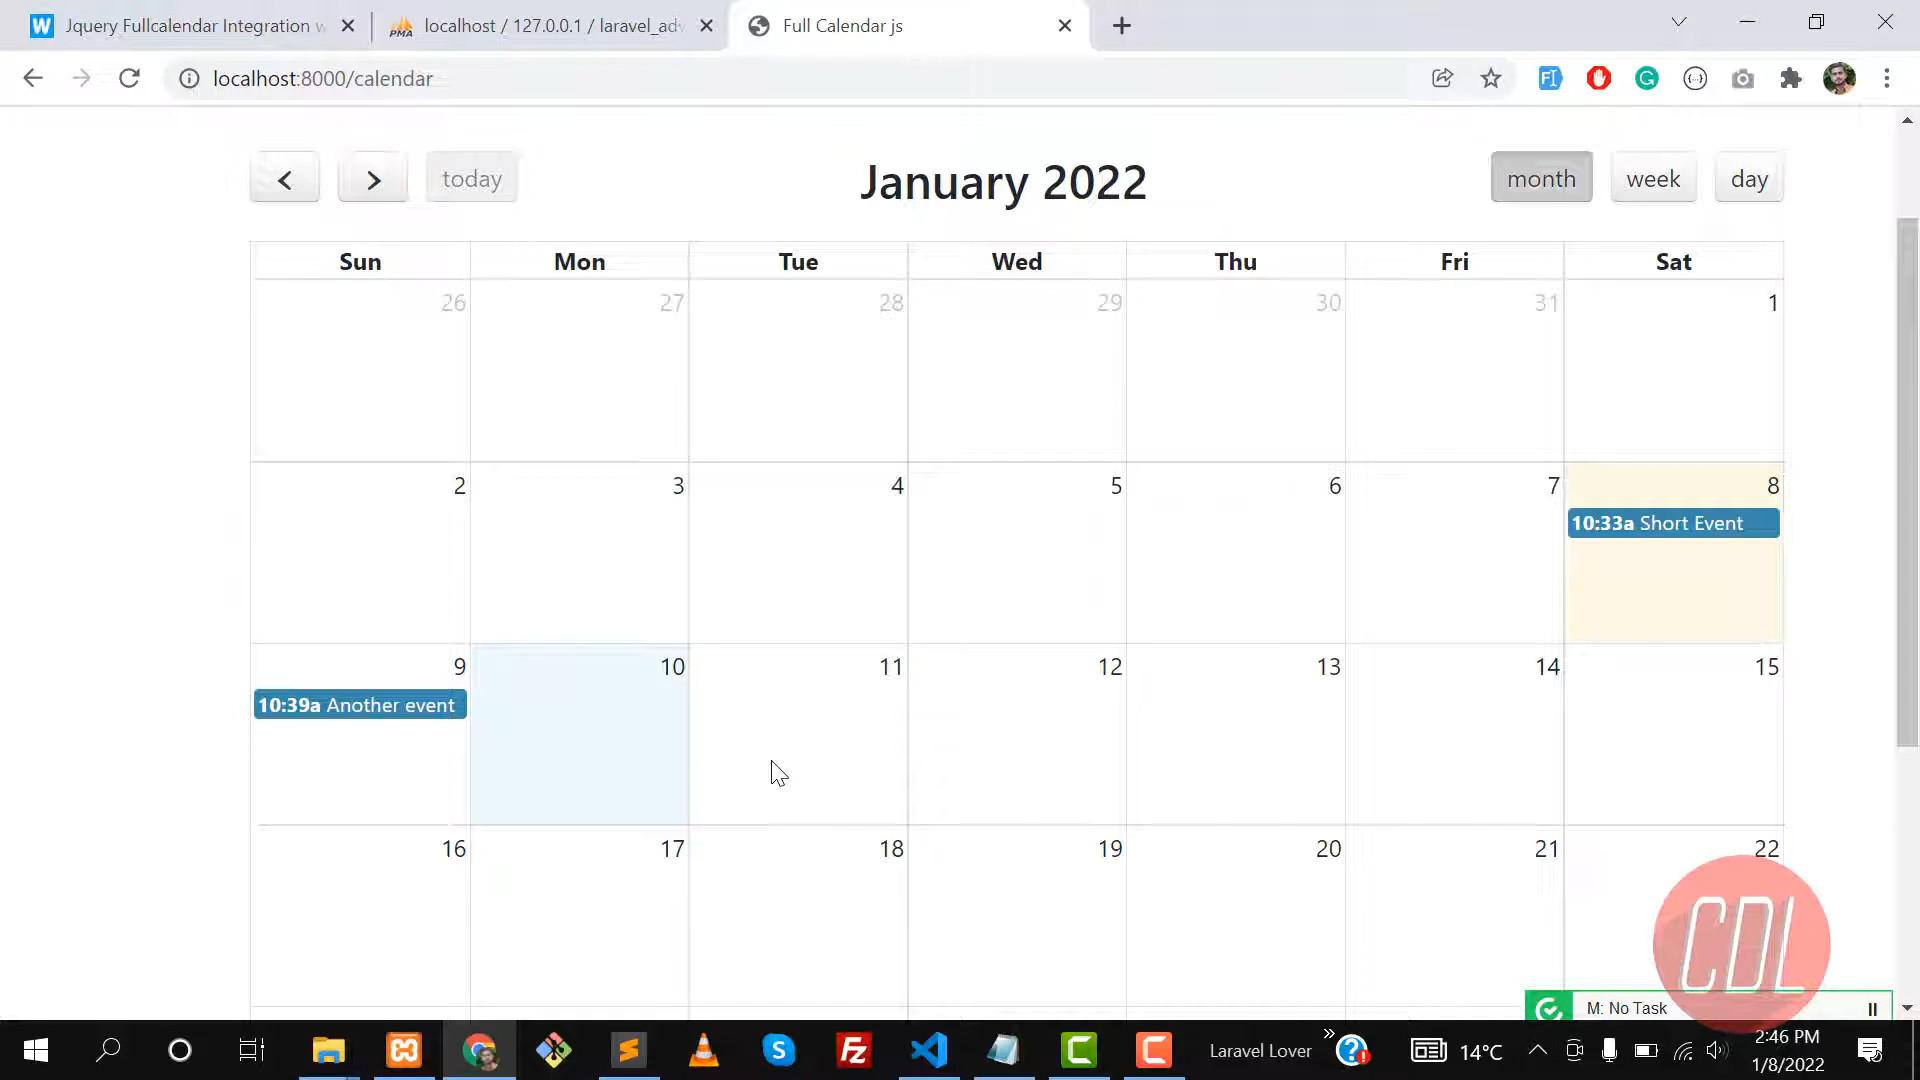 Jquery Fullcalendar Integration w
localhost / 127.0.0.1 / laravel_adv
Full Calendar js
localhost:8000/calendar
today
January 2022
month
week
day
Sun Mon Tue Wed Thu Fri Sat
26 27 28 29 30 31 1
2 3 4 5 6 7 8
10:33a Short Event
9 10 11 12 13 14 15
10:39a Another event
16 17 18 19 20 21 22
CDL
M: No Task
Laravel Lover
14°C
2:46 PM
1/8/2022